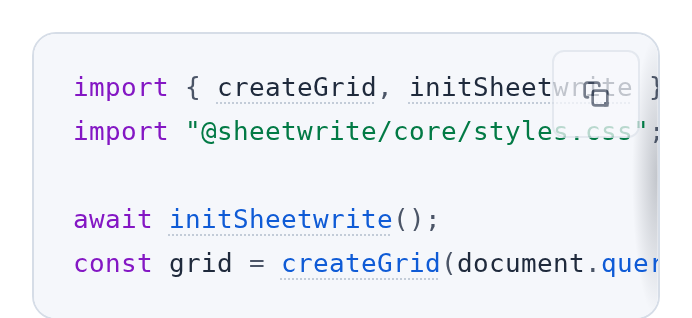 import { createGrid, initSheetwrite }
import "@sheetwrite/core/styles.css";
await initSheetwrite();
const grid = createGrid(document.quer